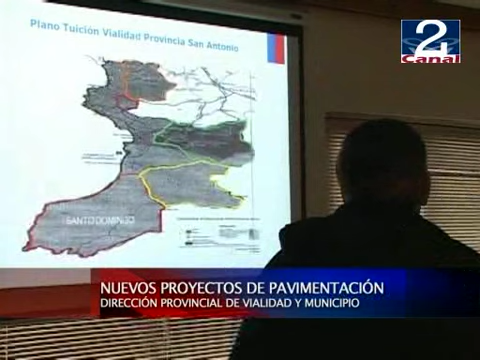 Plano Tuición Vialidad Provincia San Antonio
2
Canal
SANTO DOMINGO
NUEVOS PROYECTOS DE PAVIMENTACIÓN
DIRECCIÓN PROVINCIAL DE VIALIDAD Y MUNICIPIO